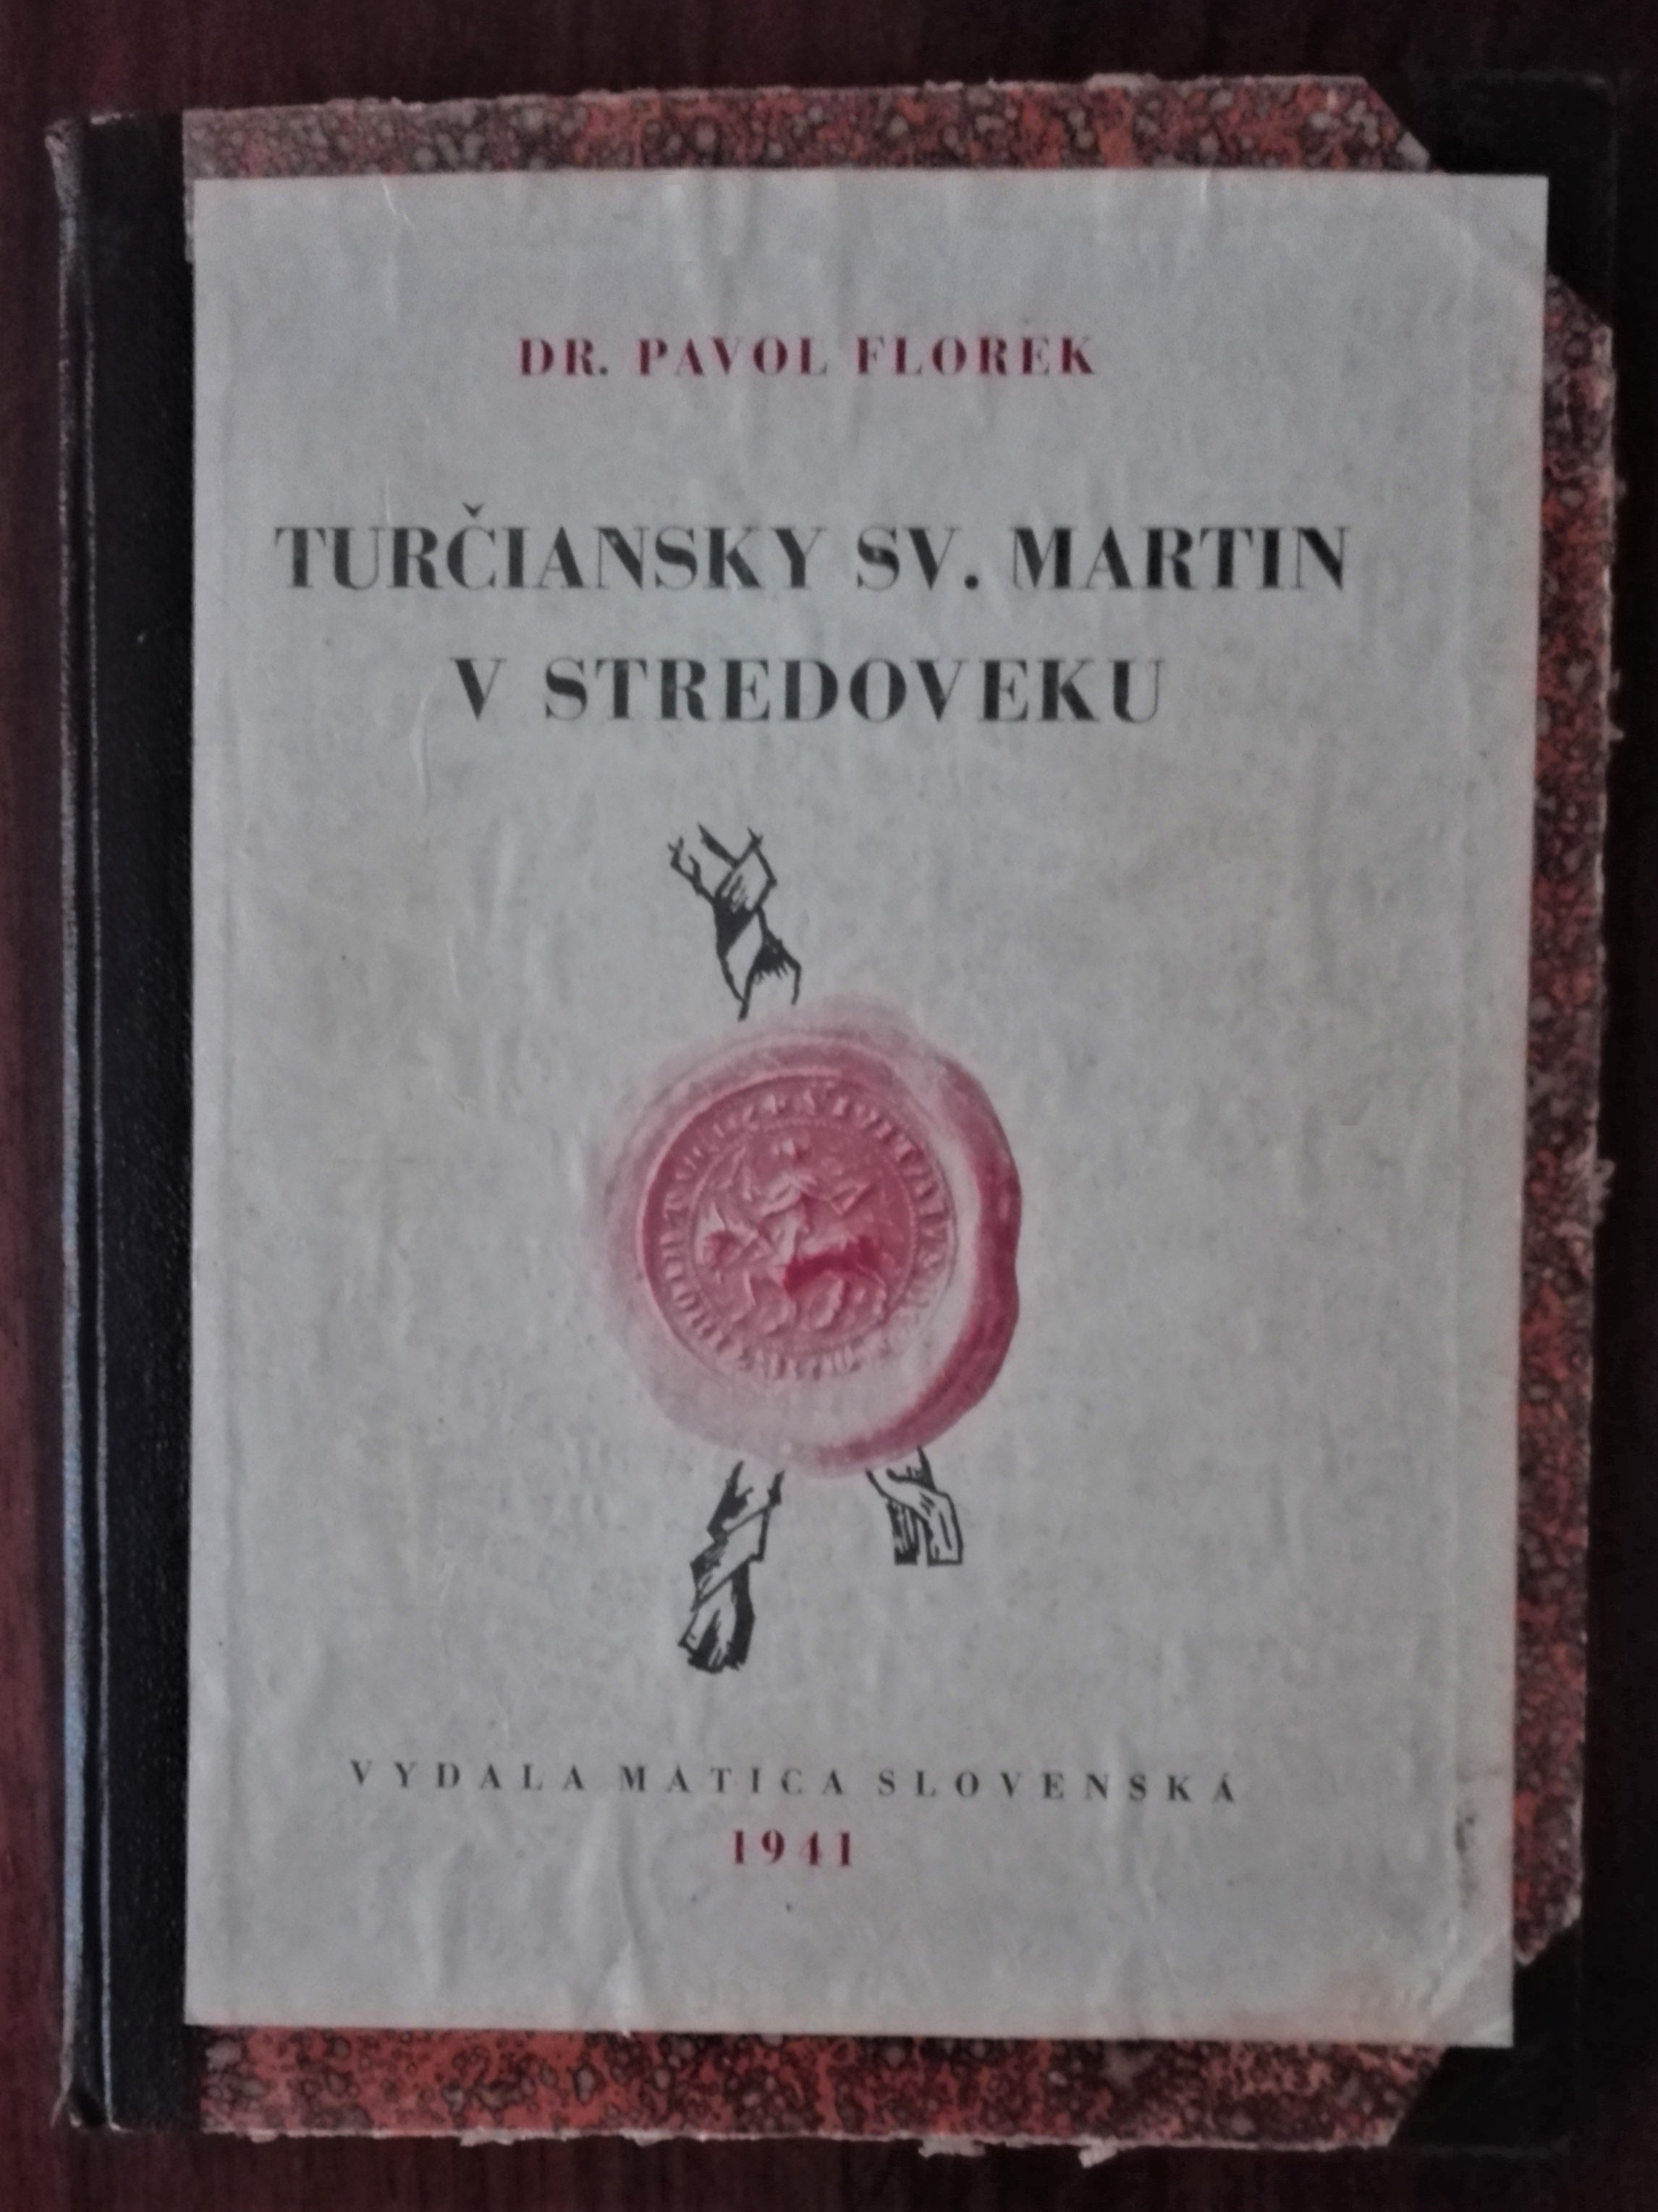 DR. PAVOL FLOREK
TURČIANSKY SV. MARTIN
V STREDOVEKU
VYDALA MATICA SLOVENSKÁ
1941